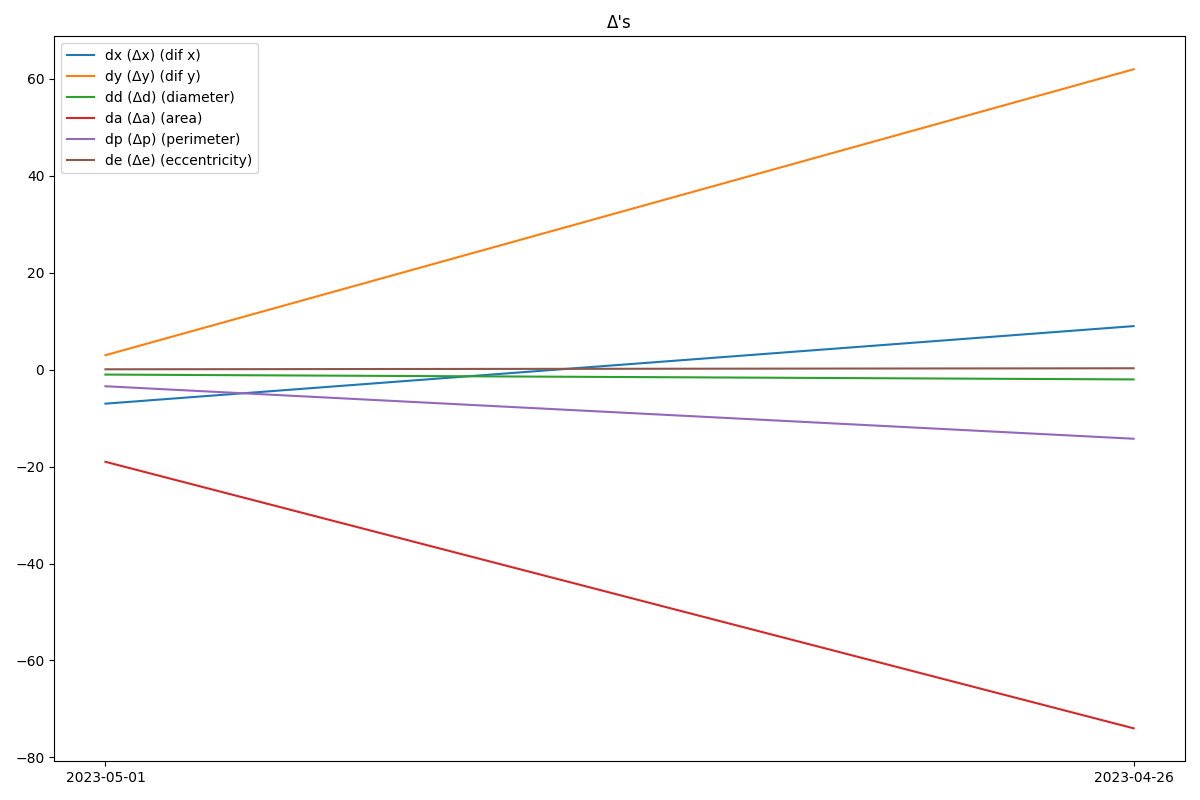 Δ's
dx (Δx) (dif x)
dy (Δy) (dif y)
dd (Δd) (diameter)
da (Δa) (area)
dp (Δp) (perimeter)
de (Δe) (eccentricity)
60
40
20
0
−20
−40
−60
−80
2023-05-01 2023-04-26